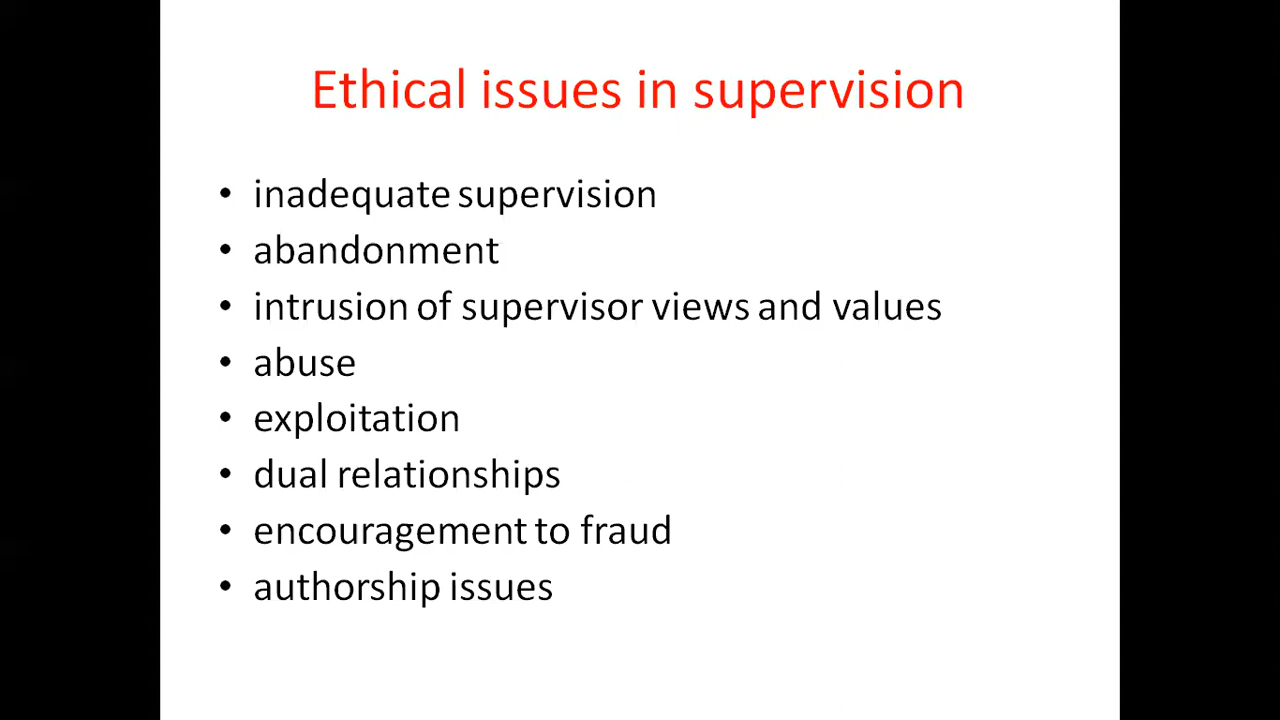 Ethical issues in supervision
• inadequate supervision
• abandonment
• intrusion of supervisor views and values
• abuse
• exploitation
• dual relationships
• encouragement to fraud
• authorship issues